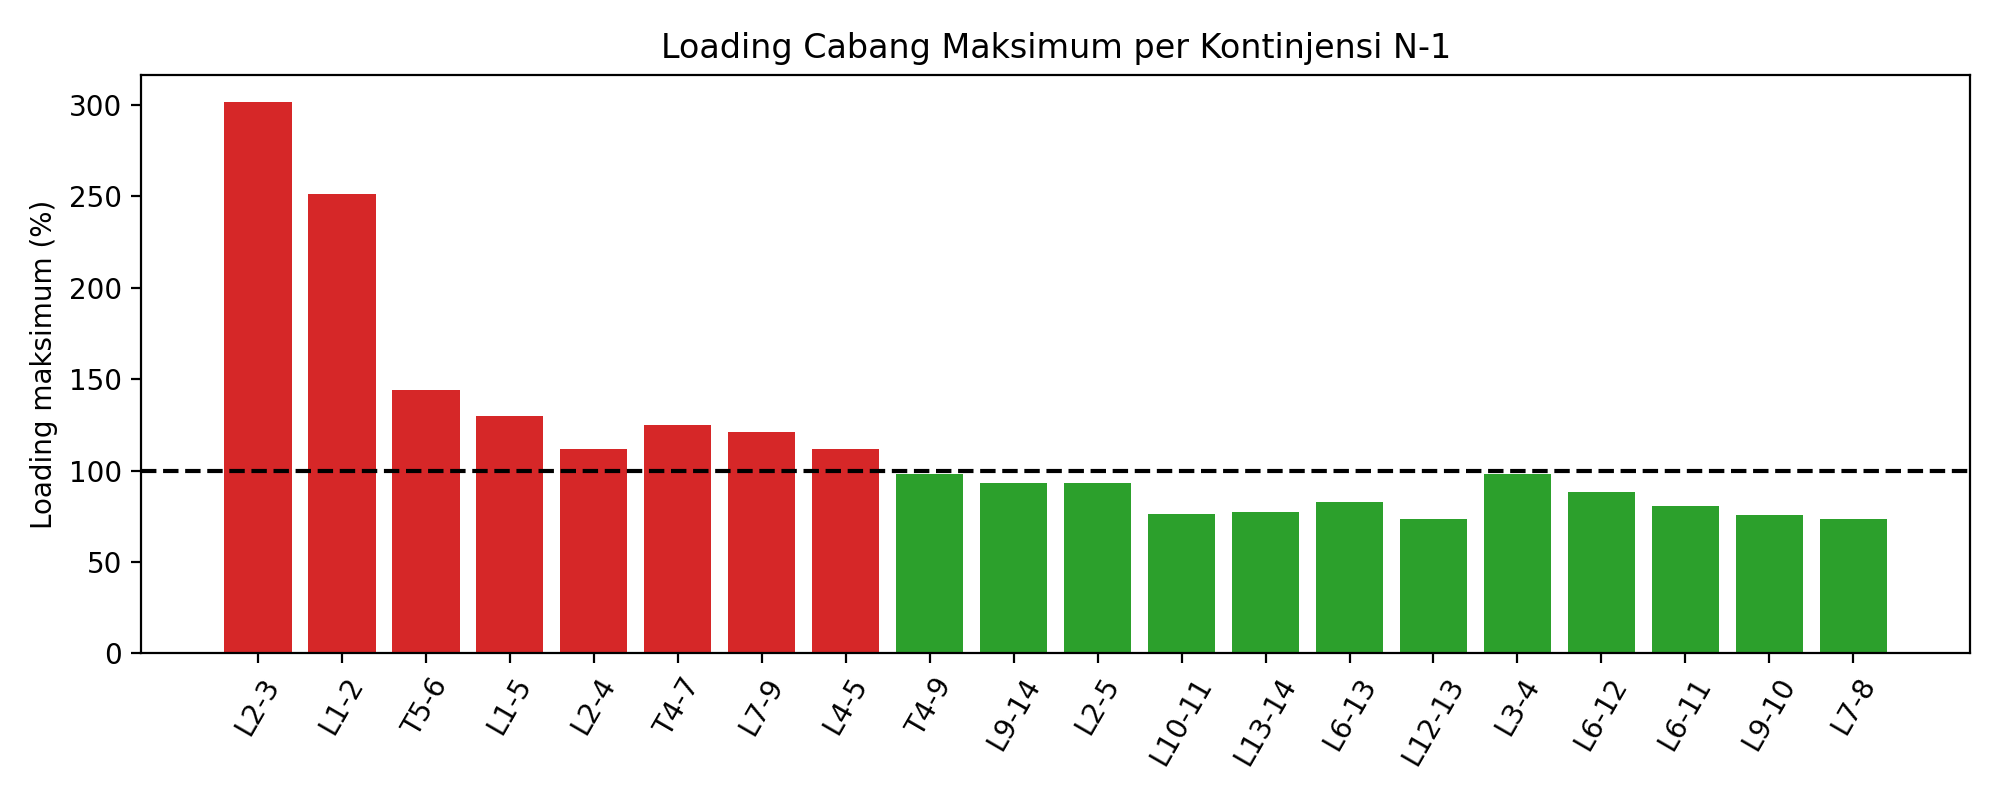 Loading Cabang Maksimum per Kontinjensi N-1
Loading maksimum (%)
300
250
200
150
100
50
0
L2-3
L1-2
T5-6
L1-5
L2-4
T4-7
L7-9
L4-5
T4-9
L9-14
L2-5
L10-11
L13-14
L6-13
L12-13
L3-4
L6-12
L6-11
L9-10
L7-8